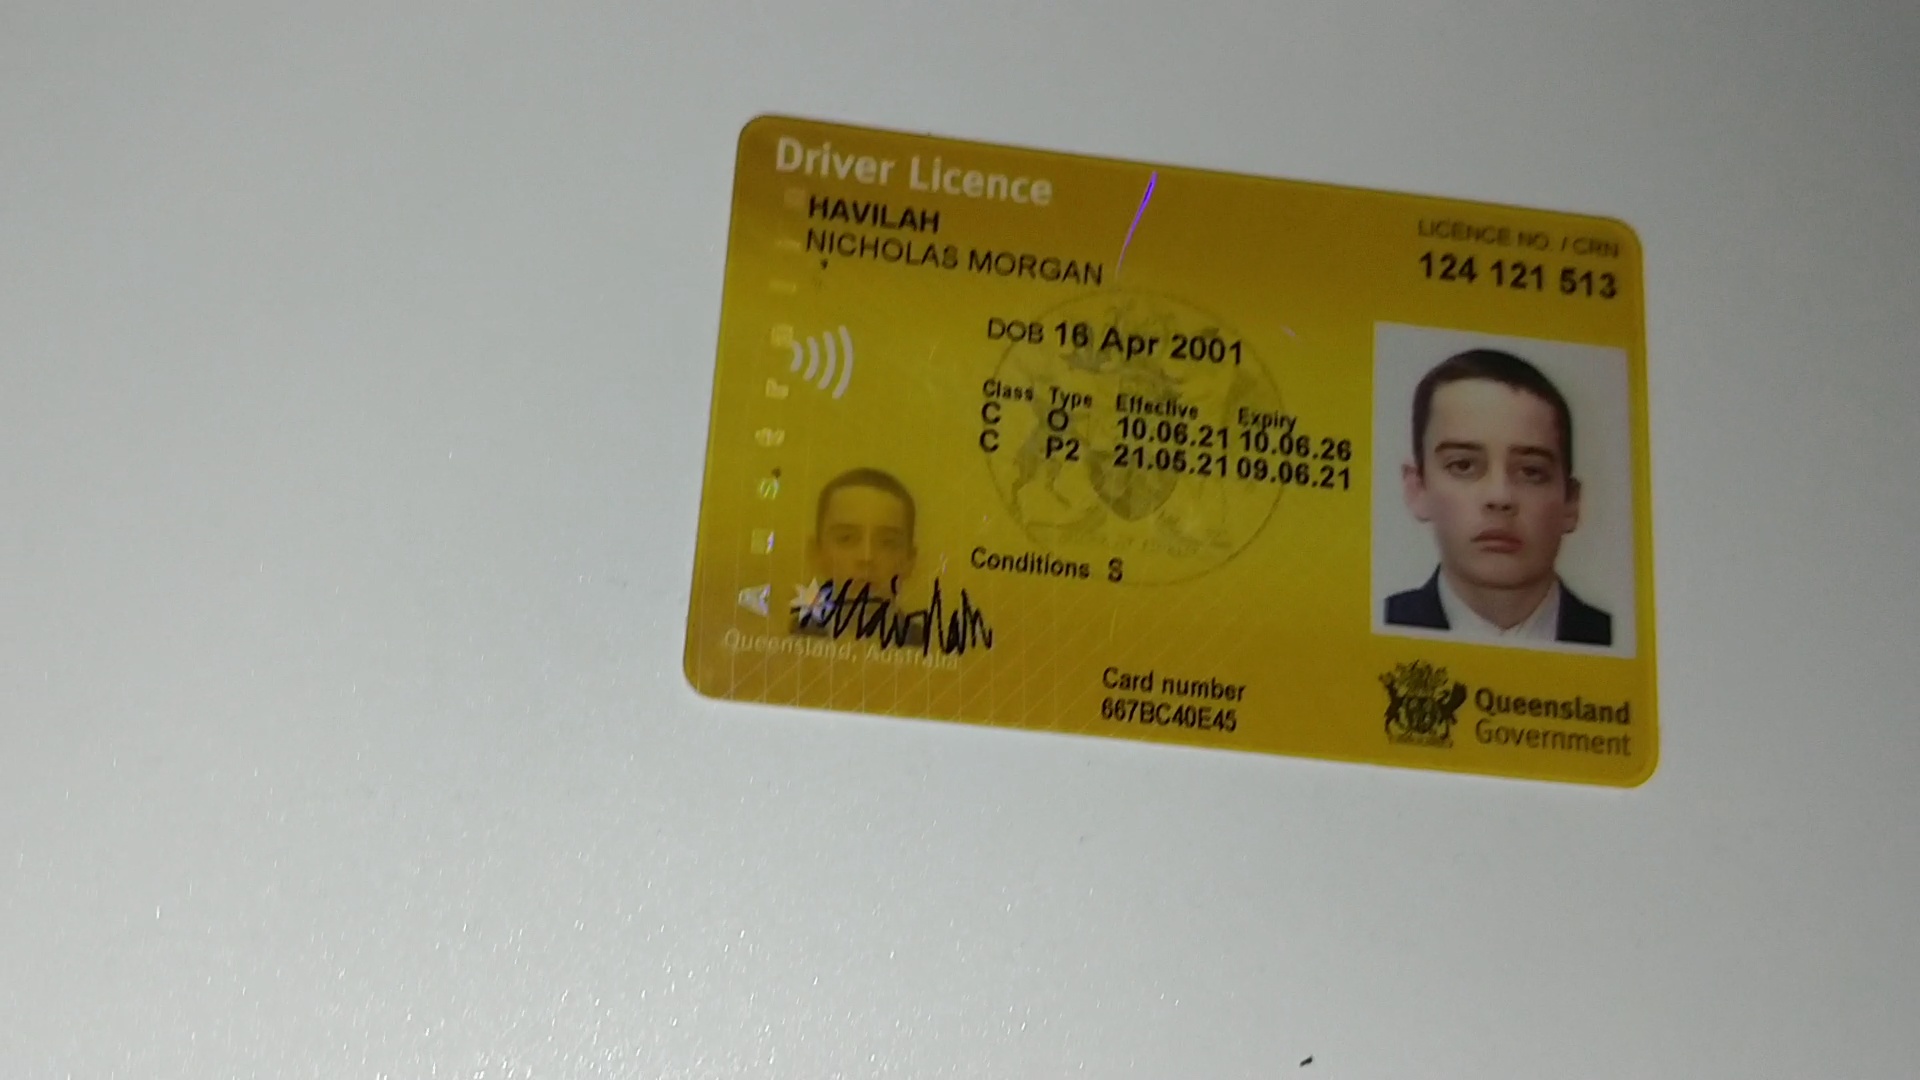 Driver Licence
HAVILAH
NICHOLAS MORGAN
LICENCE NO. / CRN
124 121 513
DOB 16 Apr 2001
Class Type Effective Expiry
C O 10.06.21 10.06.26
C P2 21.05.21 09.06.21
Conditions S
Queensland, Australia
Card number
667BC40E45
Queensland
Government